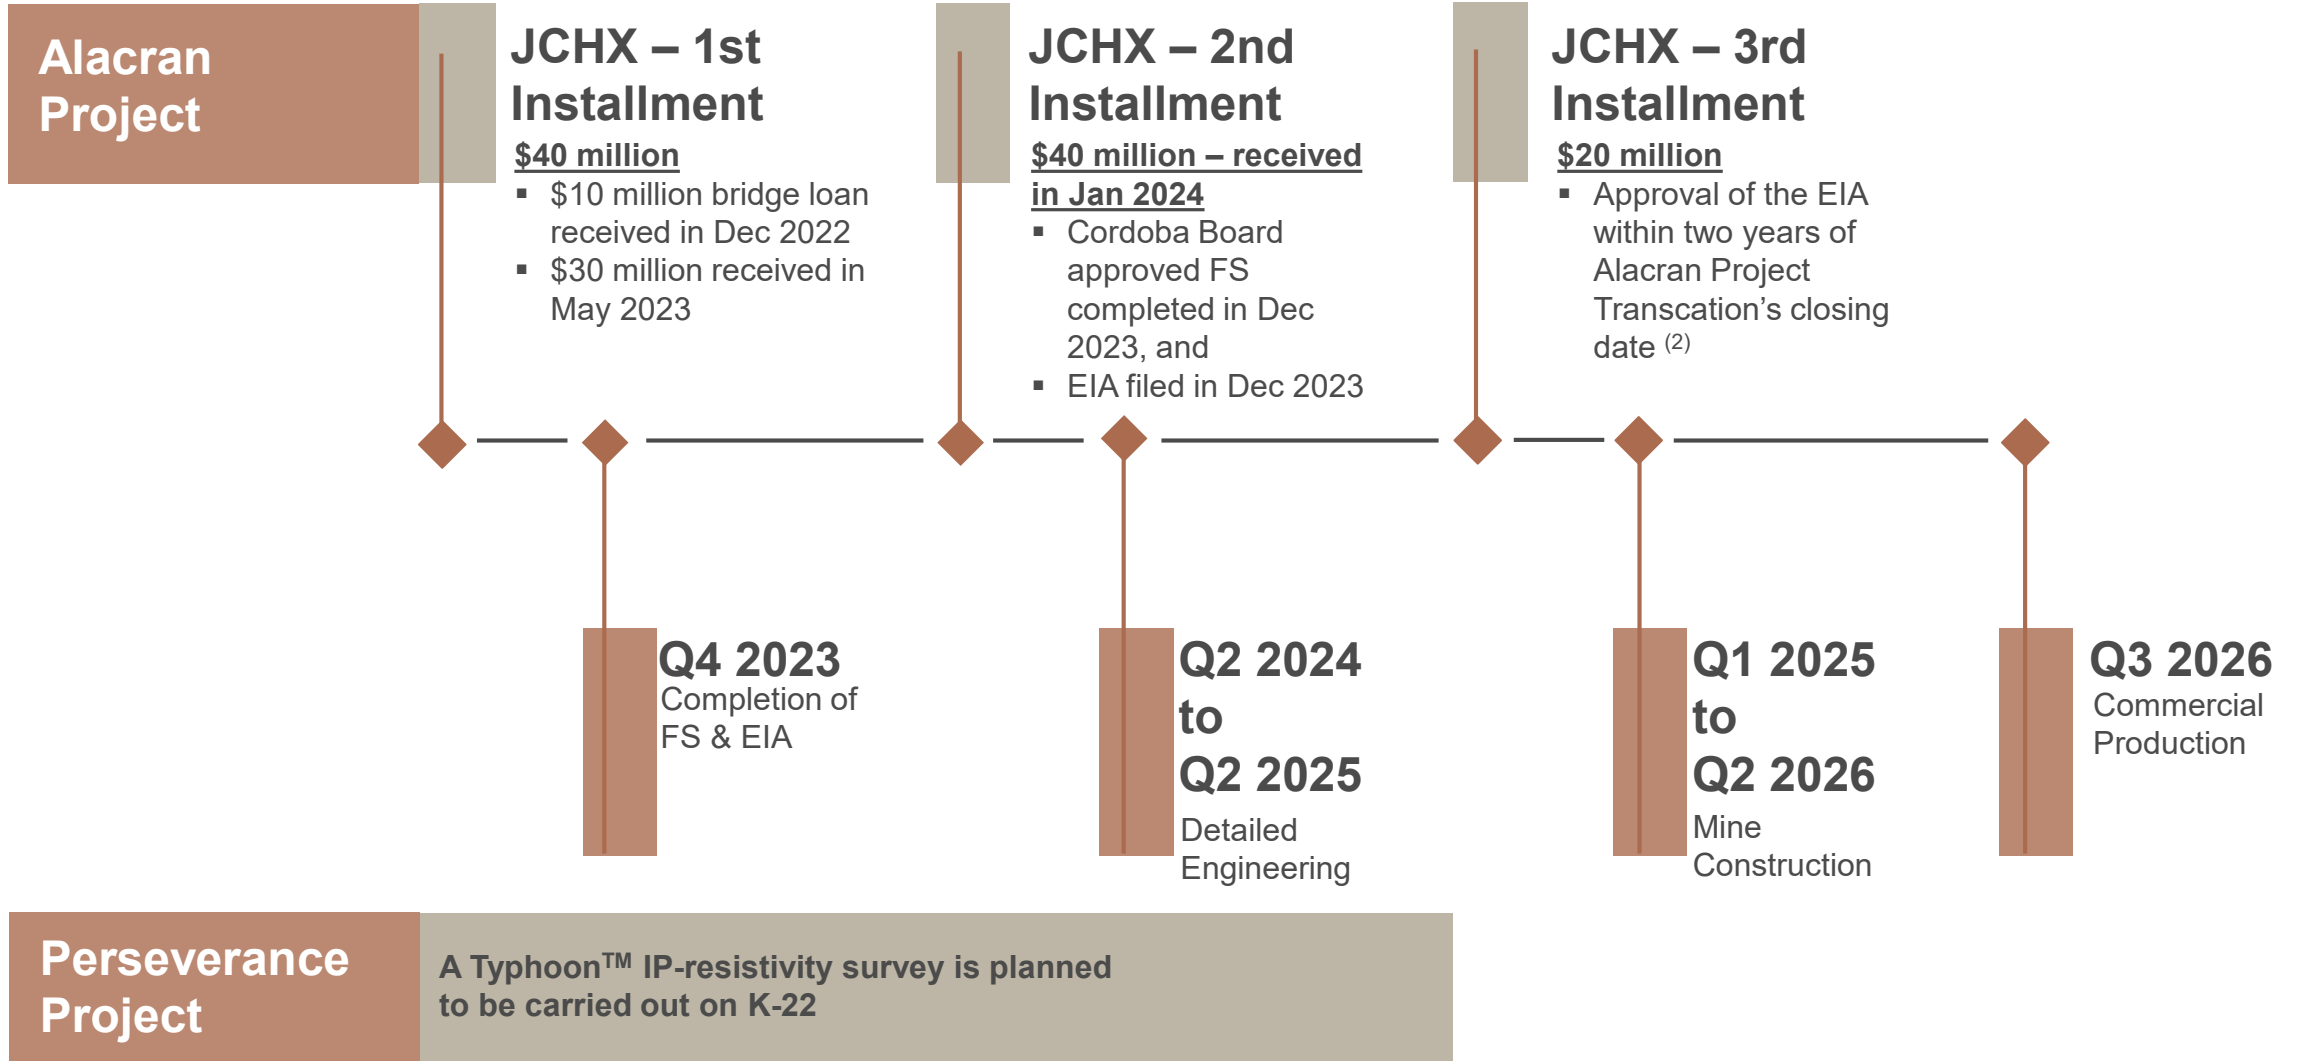 Alacran
Project
JCHX – 1st
Installment
$40 million
▪ $10 million bridge loan
received in Dec 2022
▪ $30 million received in
May 2023
JCHX – 2nd
Installment
$40 million – received
in Jan 2024
▪ Cordoba Board
approved FS
completed in Dec
2023, and
▪ EIA filed in Dec 2023
JCHX – 3rd
Installment
$20 million
▪ Approval of the EIA
within two years of
Alacran Project
Transcation’s closing
date (2)
Q4 2023
Completion of
FS & EIA
Q2 2024
to
Q2 2025
Detailed
Engineering
Q1 2025
to
Q2 2026
Mine
Construction
Q3 2026
Commercial
Production
Perseverance
Project
A Typhoon™ IP-resistivity survey is planned
to be carried out on K-22